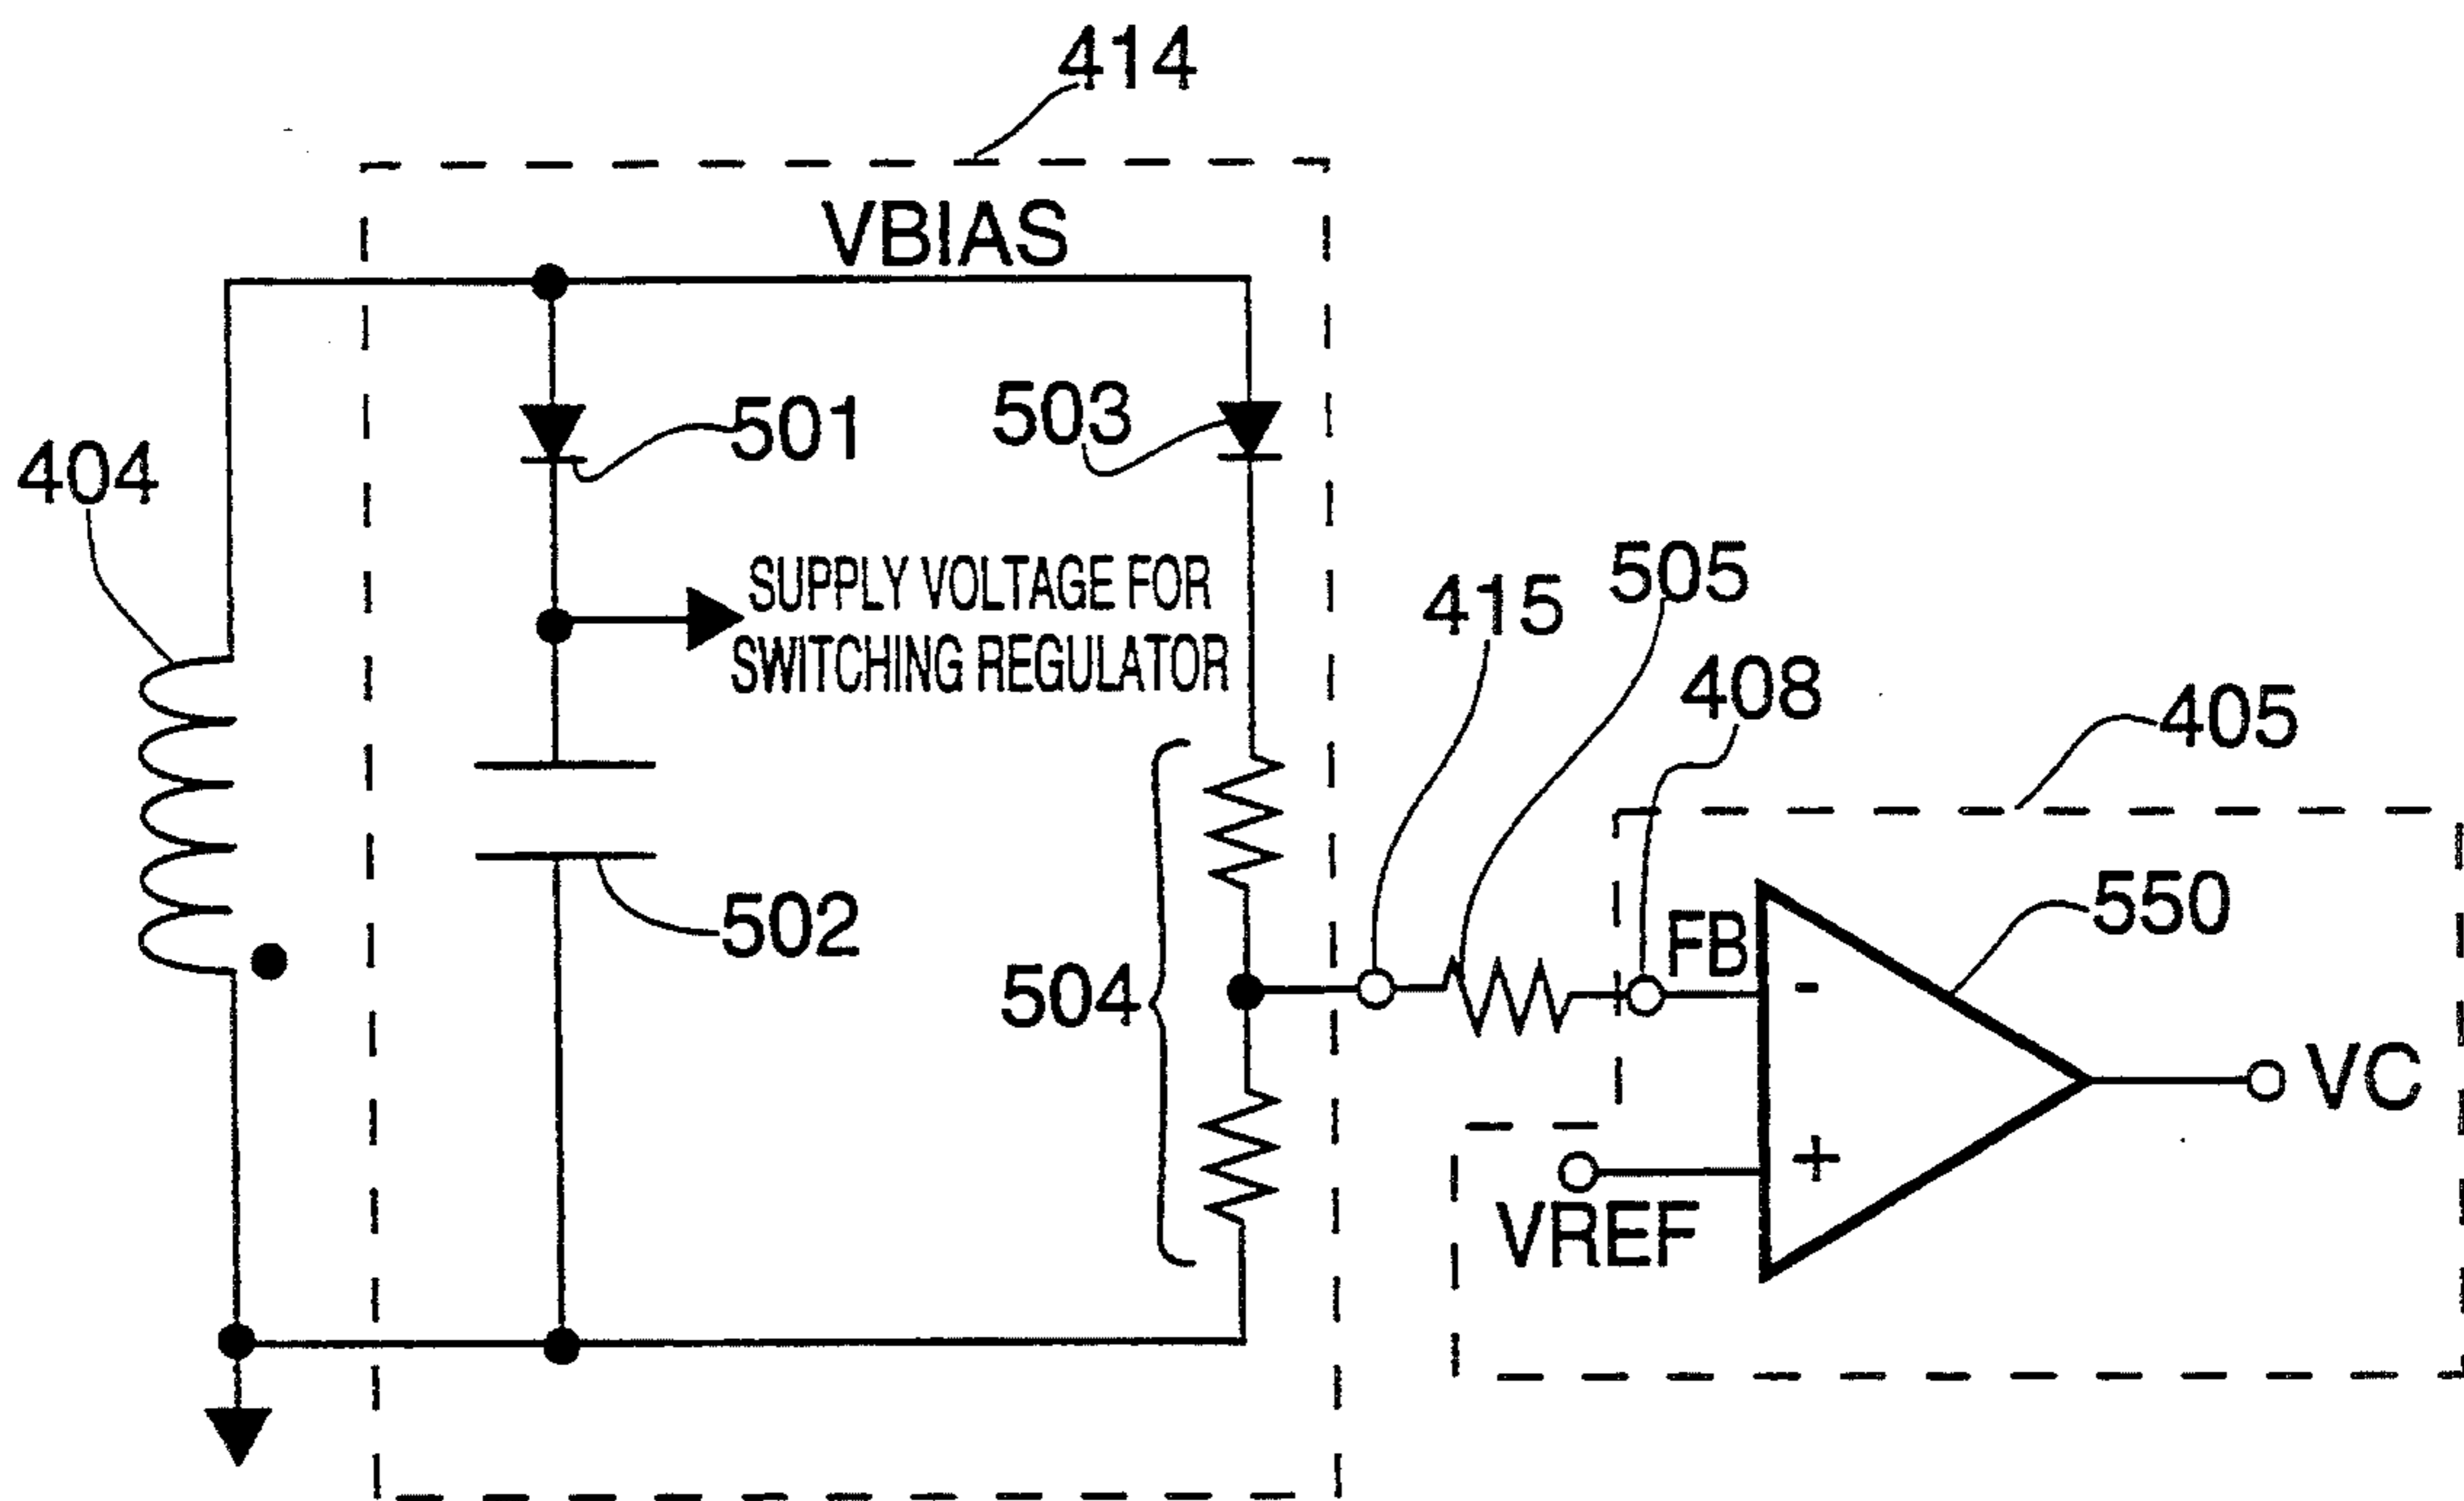 414
VBIAS
501
503
404
SUPPLY VOLTAGE FOR
SWITCHING REGULATOR
415
505
408
405
502
504
FB
550
-
+
VC
VREF